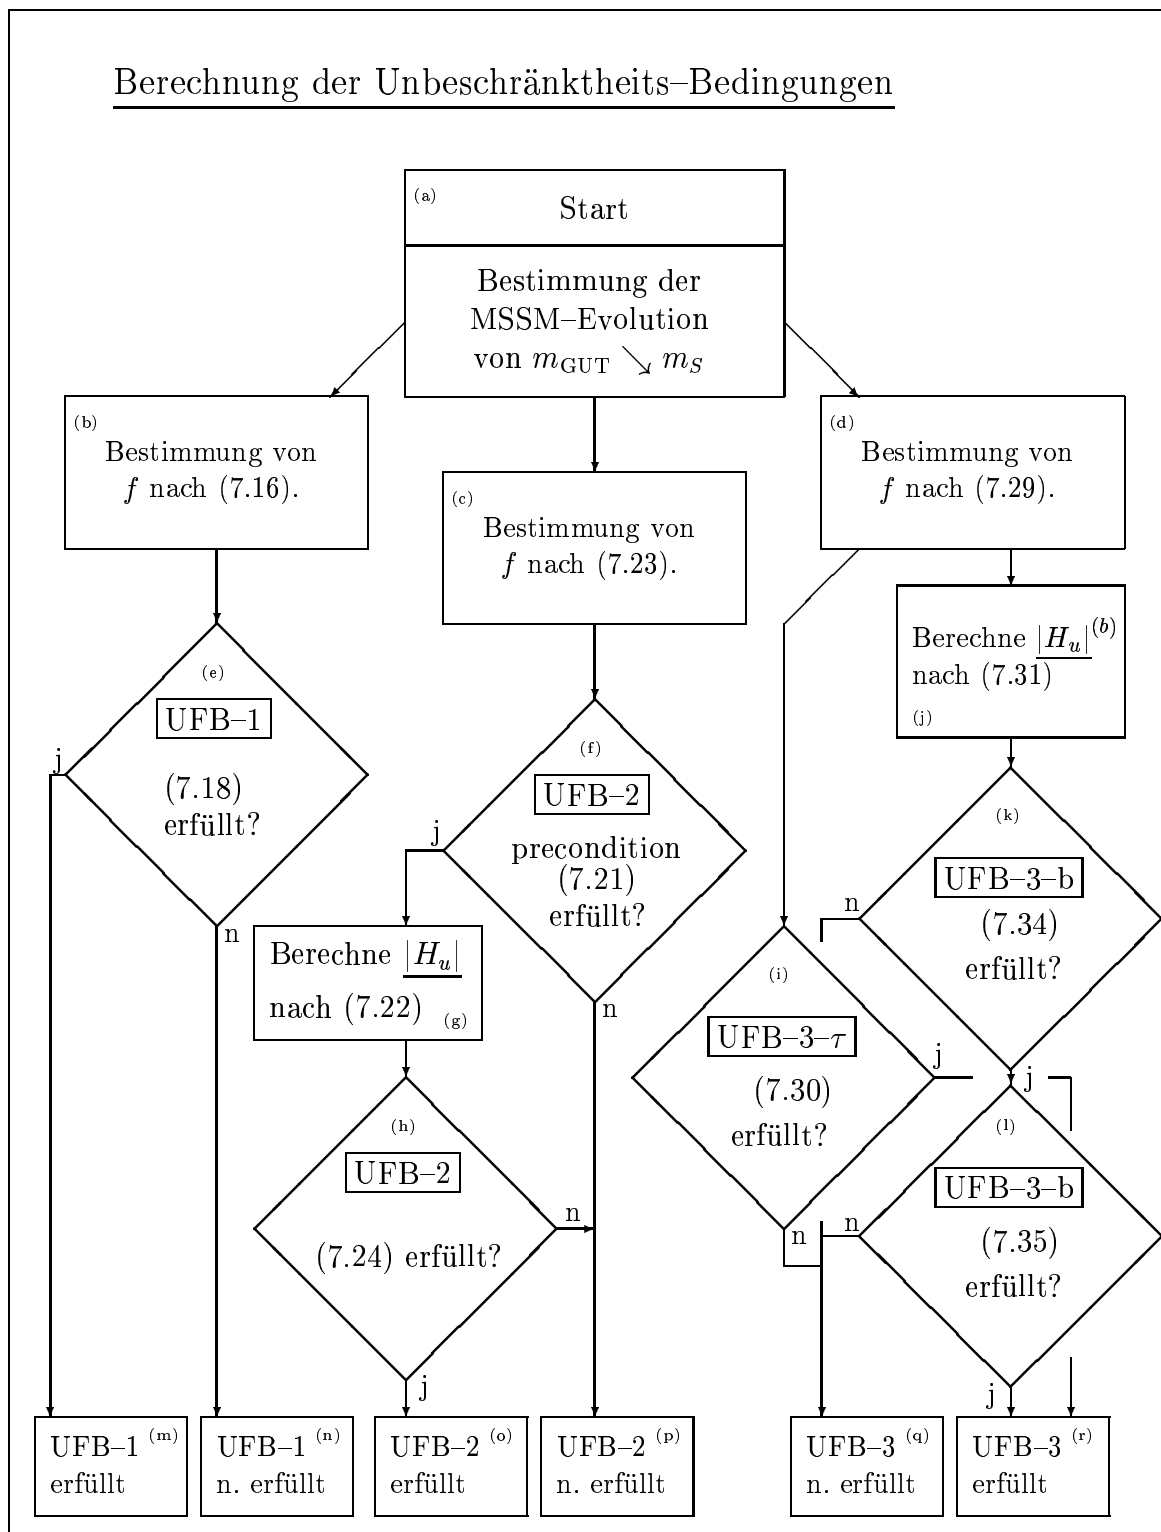 Berechnung der Unbeschränktheits–Bedingungen
(a)
Start
Bestimmung der
MSSM–Evolution
von m_GUT ↘ m_S
(b)
Bestimmung von
f nach (7.16).
(c)
Bestimmung von
f nach (7.23).
(d)
Bestimmung von
f nach (7.29).
(e)
UFB–1
(7.18)
erfüllt?
j
n
(f)
UFB–2
precondition
(7.21)
erfüllt?
j
n
Berechne |H_u|
nach (7.22) (g)
(h)
UFB–2
(7.24) erfüllt?
n
j
Berechne |H_u|^(b)
nach (7.31)
(j)
(k)
UFB–3–b
(7.34)
erfüllt?
n
j
(i)
UFB–3–τ
(7.30)
erfüllt?
j
n
(l)
UFB–3–b
(7.35)
erfüllt?
n
j
UFB–1 (m)
erfüllt
UFB–1 (n)
n. erfüllt
UFB–2 (o)
erfüllt
UFB–2 (p)
n. erfüllt
UFB–3 (q)
n. erfüllt
UFB–3 (r)
erfüllt